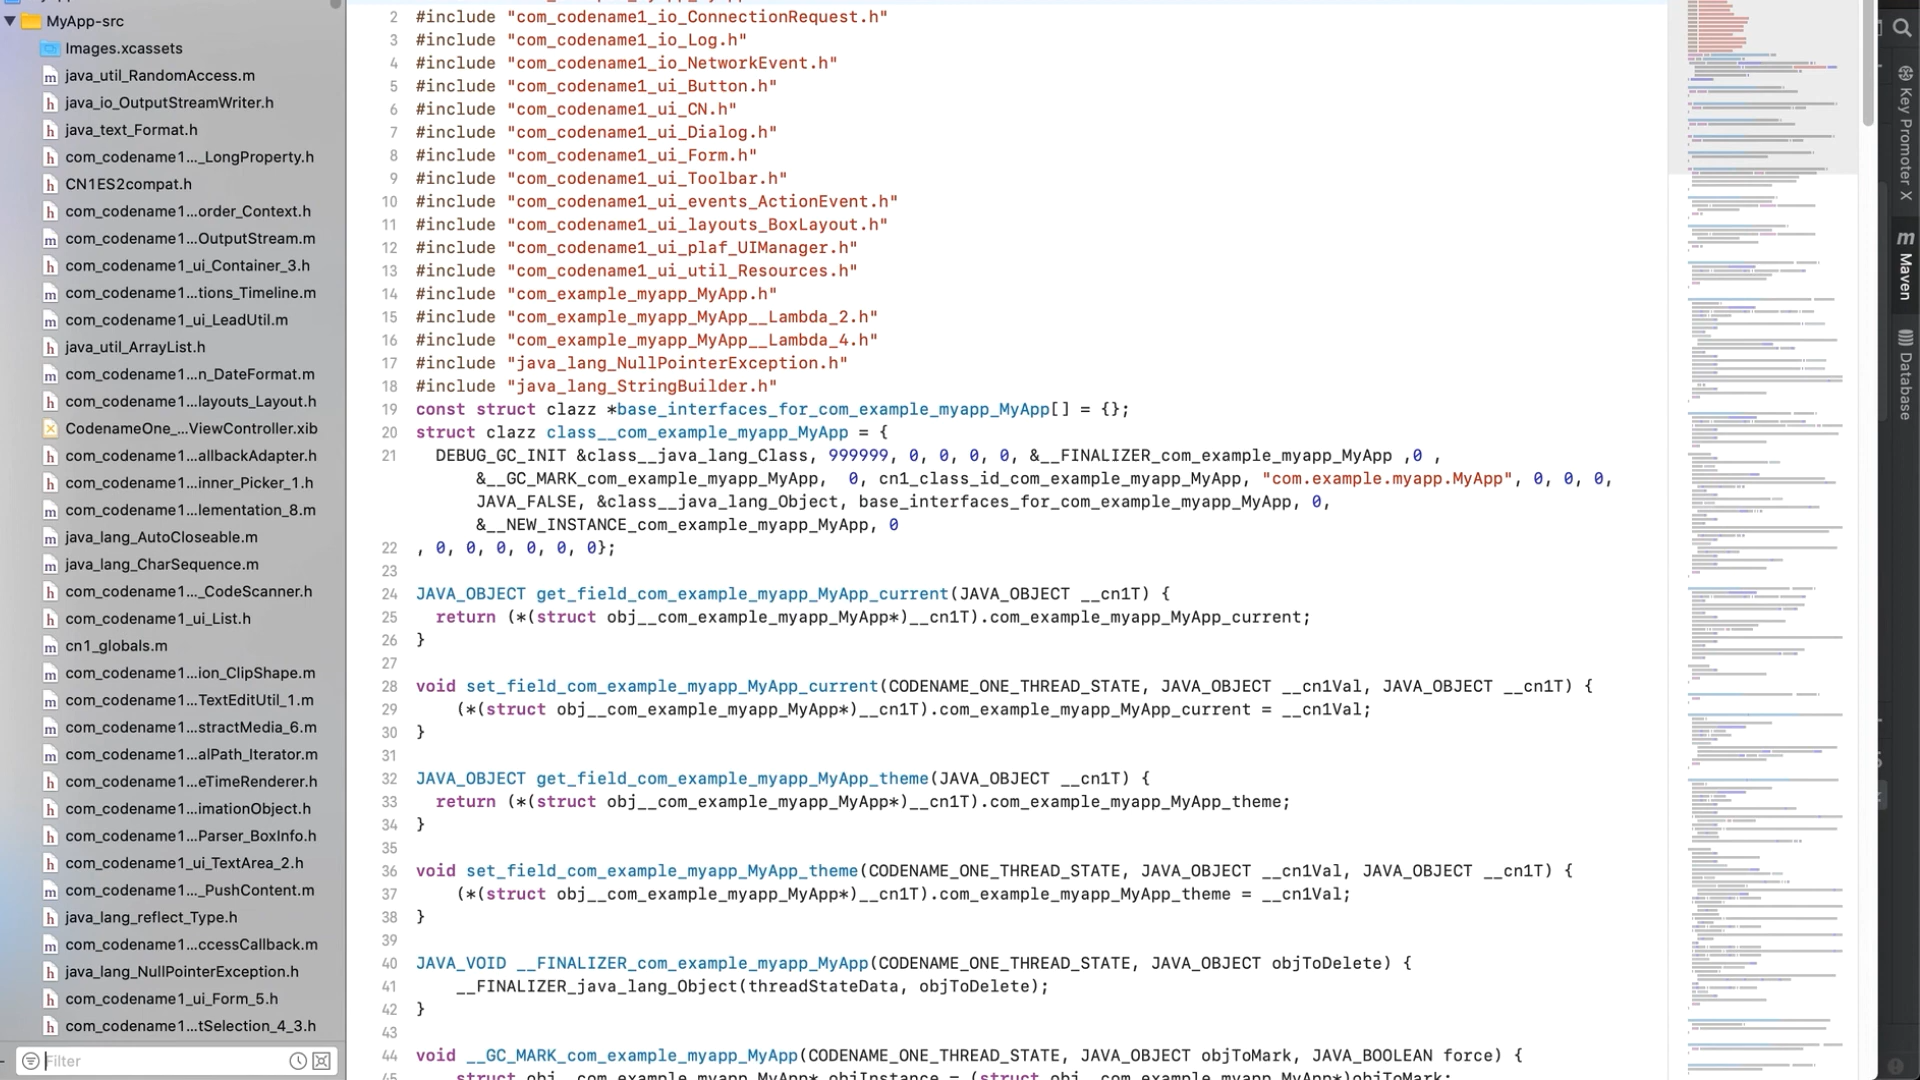 MyApp-src
Images.xcassets
java_util_RandomAccess.m
java_io_OutputStreamWriter.h
java_text_Format.h
com_codename1..._LongProperty.h
CN1ES2compat.h
com_codename1...order_Context.h
com_codename1...OutputStream.m
com_codename1_ui_Container_3.h
com_codename1...tions_Timeline.m
com_codename1_ui_LeadUtil.m
java_util_ArrayList.h
com_codename1...n_DateFormat.m
com_codename1...layouts_Layout.h
CodenameOne_...ViewController.xib
com_codename1...allbackAdapter.h
com_codename1...inner_Picker_1.h
com_codename1...lementation_8.m
java_lang_AutoCloseable.m
java_lang_CharSequence.m
com_codename1..._CodeScanner.h
com_codename1_ui_List.h
cn1_globals.m
com_codename1...ion_ClipShape.m
com_codename1...TextEditUtil_1.m
com_codename1...stractMedia_6.m
com_codename1...alPath_Iterator.m
com_codename1...eTimeRenderer.h
com_codename1...imationObject.h
com_codename1...Parser_BoxInfo.h
com_codename1_ui_TextArea_2.h
com_codename1..._PushContent.m
java_lang_reflect_Type.h
com_codename1...ccessCallback.m
java_lang_NullPointerException.h
com_codename1_ui_Form_5.h
com_codename1...tSelection_4_3.h
Filter
2 #include "com_codename1_io_ConnectionRequest.h"
3 #include "com_codename1_io_Log.h"
4 #include "com_codename1_io_NetworkEvent.h"
5 #include "com_codename1_ui_Button.h"
6 #include "com_codename1_ui_CN.h"
7 #include "com_codename1_ui_Dialog.h"
8 #include "com_codename1_ui_Form.h"
9 #include "com_codename1_ui_Toolbar.h"
10 #include "com_codename1_ui_events_ActionEvent.h"
11 #include "com_codename1_ui_layouts_BoxLayout.h"
12 #include "com_codename1_ui_plaf_UIManager.h"
13 #include "com_codename1_ui_util_Resources.h"
14 #include "com_example_myapp_MyApp.h"
15 #include "com_example_myapp_MyApp__Lambda_2.h"
16 #include "com_example_myapp_MyApp__Lambda_4.h"
17 #include "java_lang_NullPointerException.h"
18 #include "java_lang_StringBuilder.h"
19 const struct clazz *base_interfaces_for_com_example_myapp_MyApp[] = {};
20 struct clazz class__com_example_myapp_MyApp = {
21 DEBUG_GC_INIT &class__java_lang_Class, 999999, 0, 0, 0, 0, &__FINALIZER_com_example_myapp_MyApp ,0 ,
&__GC_MARK_com_example_myapp_MyApp,  0, cn1_class_id_com_example_myapp_MyApp, "com.example.myapp.MyApp", 0, 0, 0,
JAVA_FALSE, &class__java_lang_Object, base_interfaces_for_com_example_myapp_MyApp, 0,
&__NEW_INSTANCE_com_example_myapp_MyApp, 0
22 , 0, 0, 0, 0, 0, 0};
23
24 JAVA_OBJECT get_field_com_example_myapp_MyApp_current(JAVA_OBJECT __cn1T) {
25 return (*(struct obj__com_example_myapp_MyApp*)__cn1T).com_example_myapp_MyApp_current;
26 }
27
28 void set_field_com_example_myapp_MyApp_current(CODENAME_ONE_THREAD_STATE, JAVA_OBJECT __cn1Val, JAVA_OBJECT __cn1T) {
29 (*(struct obj__com_example_myapp_MyApp*)__cn1T).com_example_myapp_MyApp_current = __cn1Val;
30 }
31
32 JAVA_OBJECT get_field_com_example_myapp_MyApp_theme(JAVA_OBJECT __cn1T) {
33 return (*(struct obj__com_example_myapp_MyApp*)__cn1T).com_example_myapp_MyApp_theme;
34 }
35
36 void set_field_com_example_myapp_MyApp_theme(CODENAME_ONE_THREAD_STATE, JAVA_OBJECT __cn1Val, JAVA_OBJECT __cn1T) {
37 (*(struct obj__com_example_myapp_MyApp*)__cn1T).com_example_myapp_MyApp_theme = __cn1Val;
38 }
39
40 JAVA_VOID __FINALIZER_com_example_myapp_MyApp(CODENAME_ONE_THREAD_STATE, JAVA_OBJECT objToDelete) {
41 __FINALIZER_java_lang_Object(threadStateData, objToDelete);
42 }
43
44 void __GC_MARK_com_example_myapp_MyApp(CODENAME_ONE_THREAD_STATE, JAVA_OBJECT objToMark, JAVA_BOOLEAN force) {
45 struct obj__com_example_myapp_MyApp* objInstance = (struct obj__com_example_myapp_MyApp*)objToMark;
Key Promoter X
m Maven
Database